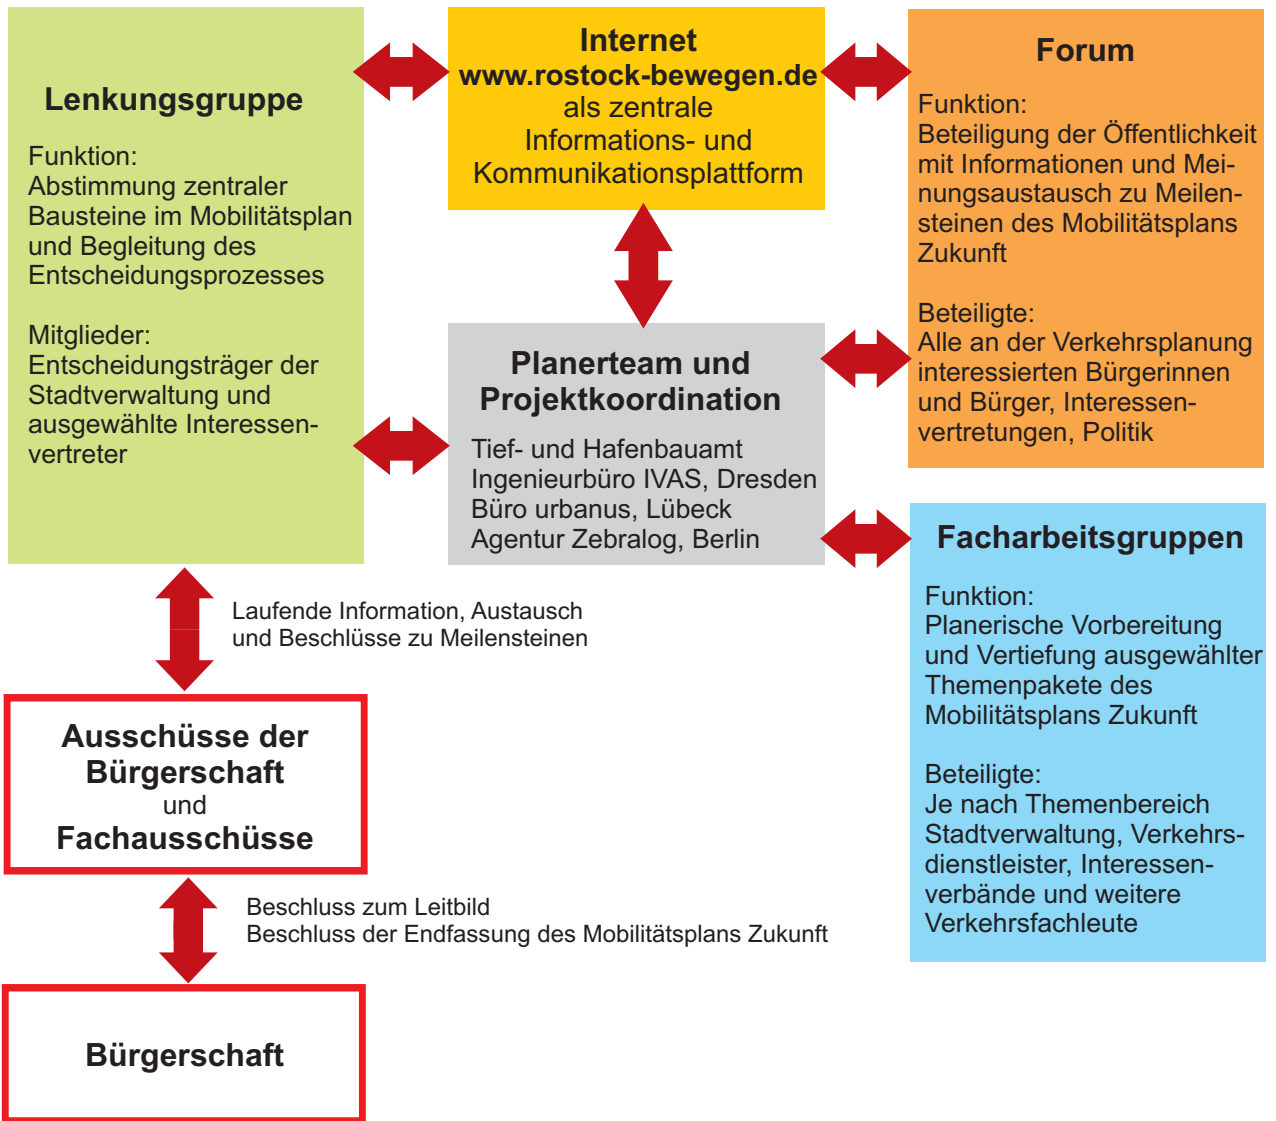 Lenkungsgruppe
Funktion:
Abstimmung zentraler
Bausteine im Mobilitätsplan
und Begleitung des
Entscheidungsprozesses
Mitglieder:
Entscheidungsträger der
Stadtverwaltung und
ausgewählte Interessen-
vertreter
Internet
www.rostock-bewegen.de
als zentrale
Informations- und
Kommunikationsplattform
Planerteam und
Projektkoordination
Tief- und Hafenbauamt
Ingenieurbüro IVAS, Dresden
Büro urbanus, Lübeck
Agentur Zebralog, Berlin
Forum
Funktion:
Beteiligung der Öffentlichkeit
mit Informationen und Mei-
nungsaustausch zu Meilen-
steinen des Mobilitätsplans
Zukunft
Beteiligte:
Alle an der Verkehrsplanung
interessierten Bürgerinnen
und Bürger, Interessen-
vertretungen, Politik
Facharbeitsgruppen
Funktion:
Planerische Vorbereitung
und Vertiefung ausgewählter
Themenpakete des
Mobilitätsplans Zukunft
Beteiligte:
Je nach Themenbereich
Stadtverwaltung, Verkehrs-
dienstleister, Interessen-
verbände und weitere
Verkehrsfachleute
Laufende Information, Austausch
und Beschlüsse zu Meilensteinen
Ausschüsse der
Bürgerschaft
und
Fachausschüsse
Beschluss zum Leitbild
Beschluss der Endfassung des Mobilitätsplans Zukunft
Bürgerschaft